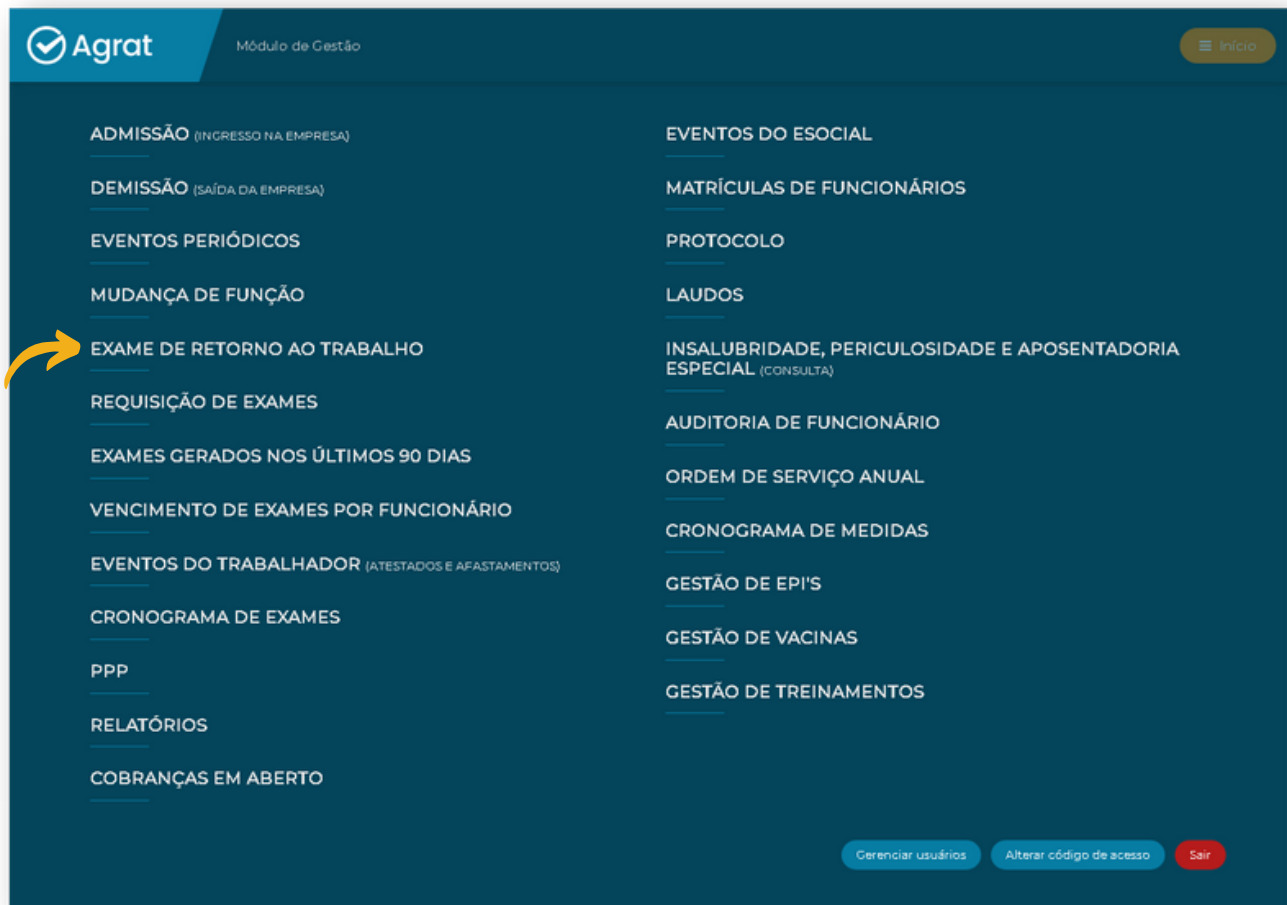 Agrat
Módulo de Gestão
Início
ADMISSÃO (INGRESSO NA EMPRESA)
DEMISSÃO (SAÍDA DA EMPRESA)
EVENTOS PERIÓDICOS
MUDANÇA DE FUNÇÃO
EXAME DE RETORNO AO TRABALHO
REQUISIÇÃO DE EXAMES
EXAMES GERADOS NOS ÚLTIMOS 90 DIAS
VENCIMENTO DE EXAMES POR FUNCIONÁRIO
EVENTOS DO TRABALHADOR (ATESTADOS E AFASTAMENTOS)
CRONOGRAMA DE EXAMES
PPP
RELATÓRIOS
COBRANÇAS EM ABERTO
EVENTOS DO ESOCIAL
MATRÍCULAS DE FUNCIONÁRIOS
PROTOCOLO
LAUDOS
INSALUBRIDADE, PERICULOSIDADE E APOSENTADORIA
ESPECIAL (CONSULTA)
AUDITORIA DE FUNCIONÁRIO
ORDEM DE SERVIÇO ANUAL
CRONOGRAMA DE MEDIDAS
GESTÃO DE EPI'S
GESTÃO DE VACINAS
GESTÃO DE TREINAMENTOS
Gerenciar usuários
Alterar código de acesso
Sair